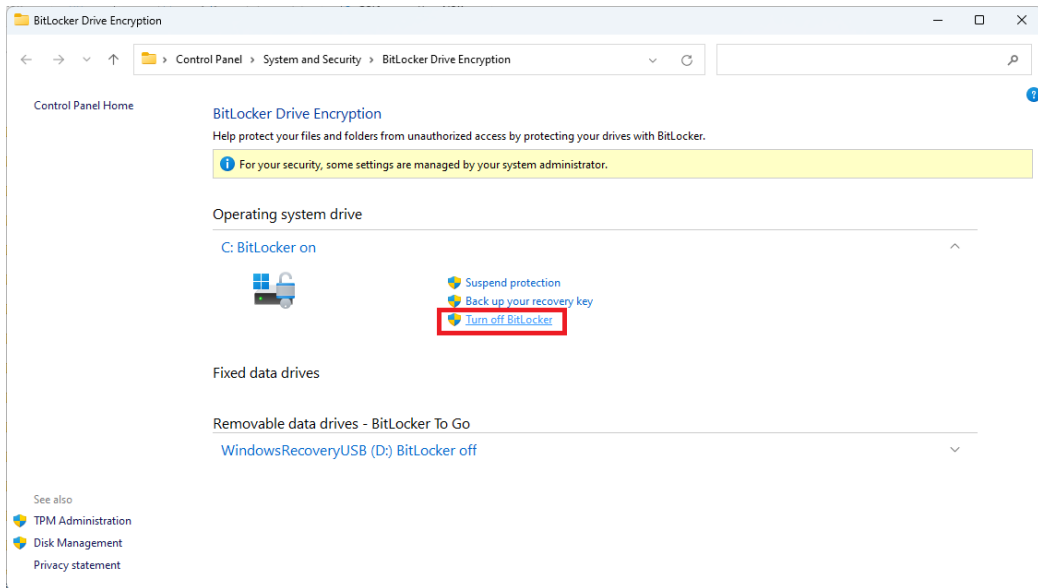 BitLocker Drive Encryption
Control Panel › System and Security › BitLocker Drive Encryption
Control Panel Home
BitLocker Drive Encryption
Help protect your files and folders from unauthorized access by protecting your drives with BitLocker.
For your security, some settings are managed by your system administrator.
Operating system drive
C: BitLocker on
Suspend protection
Back up your recovery key
Turn off BitLocker
Fixed data drives
Removable data drives - BitLocker To Go
WindowsRecoveryUSB (D:) BitLocker off
See also
TPM Administration
Disk Management
Privacy statement